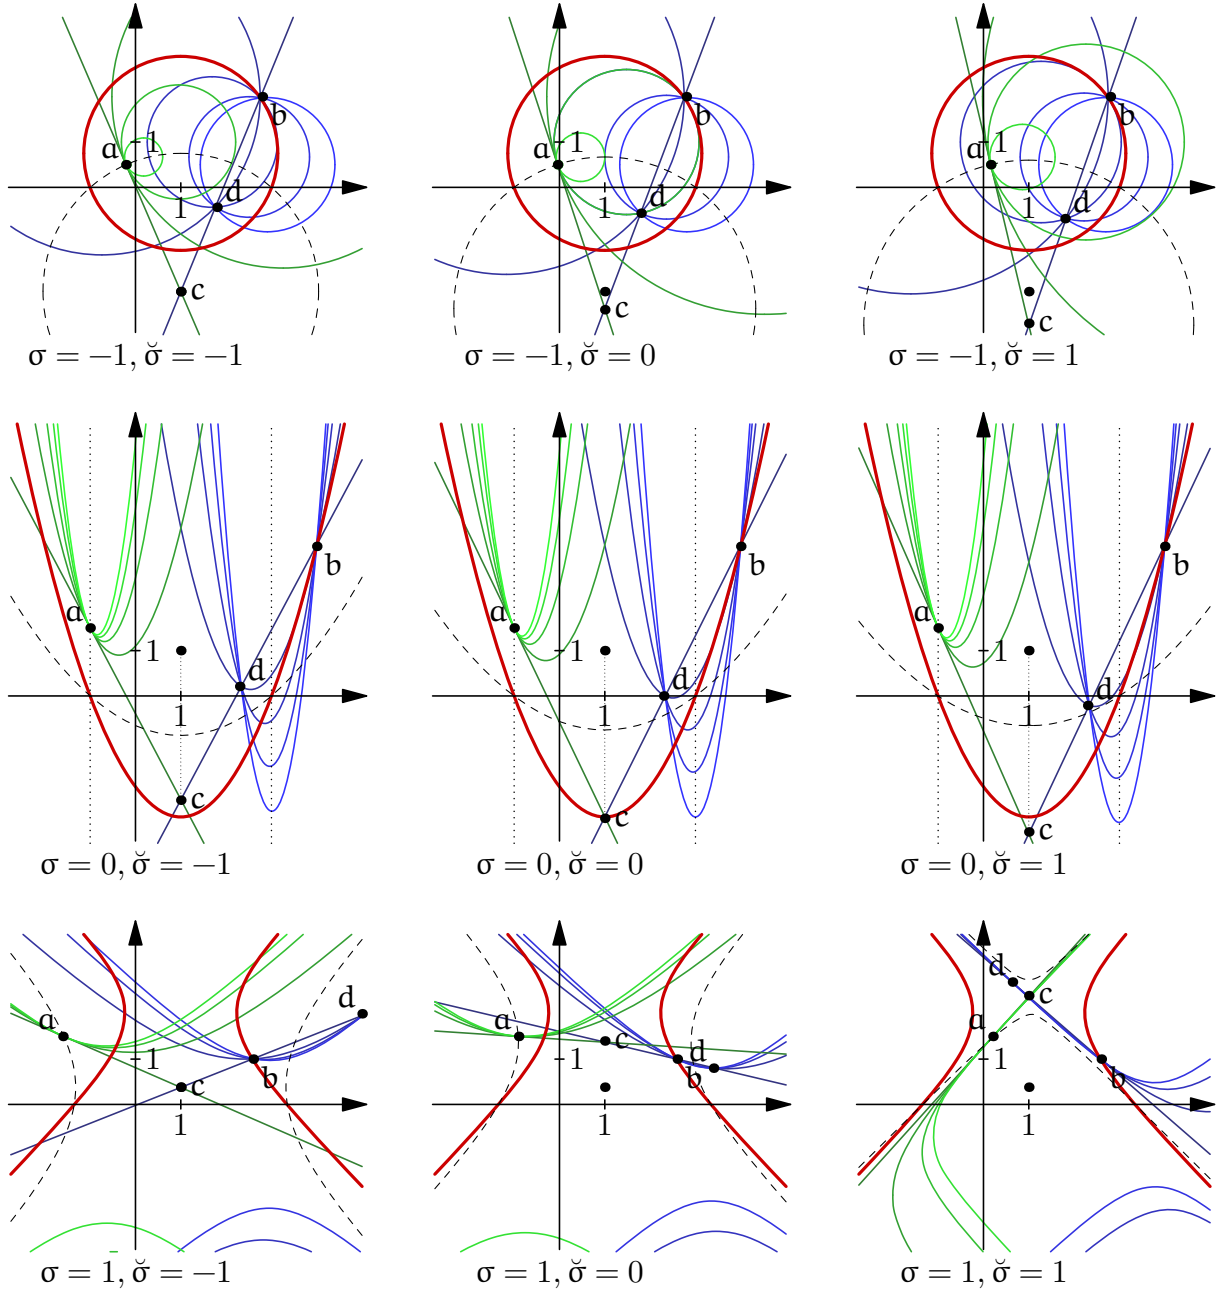 a 1 b d 1 c
σ = −1, σ̆ = −1
a 1 b d 1 c
σ = −1, σ̆ = 0
a 1 b d 1 c
σ = −1, σ̆ = 1
a 1 b d 1 c
σ = 0, σ̆ = −1
a 1 b d 1 c
σ = 0, σ̆ = 0
a 1 b d 1 c
σ = 0, σ̆ = 1
d a 1 b c 1
σ = 1, σ̆ = −1
a c 1 d b 1
σ = 1, σ̆ = 0
d c a 1 b 1
σ = 1, σ̆ = 1